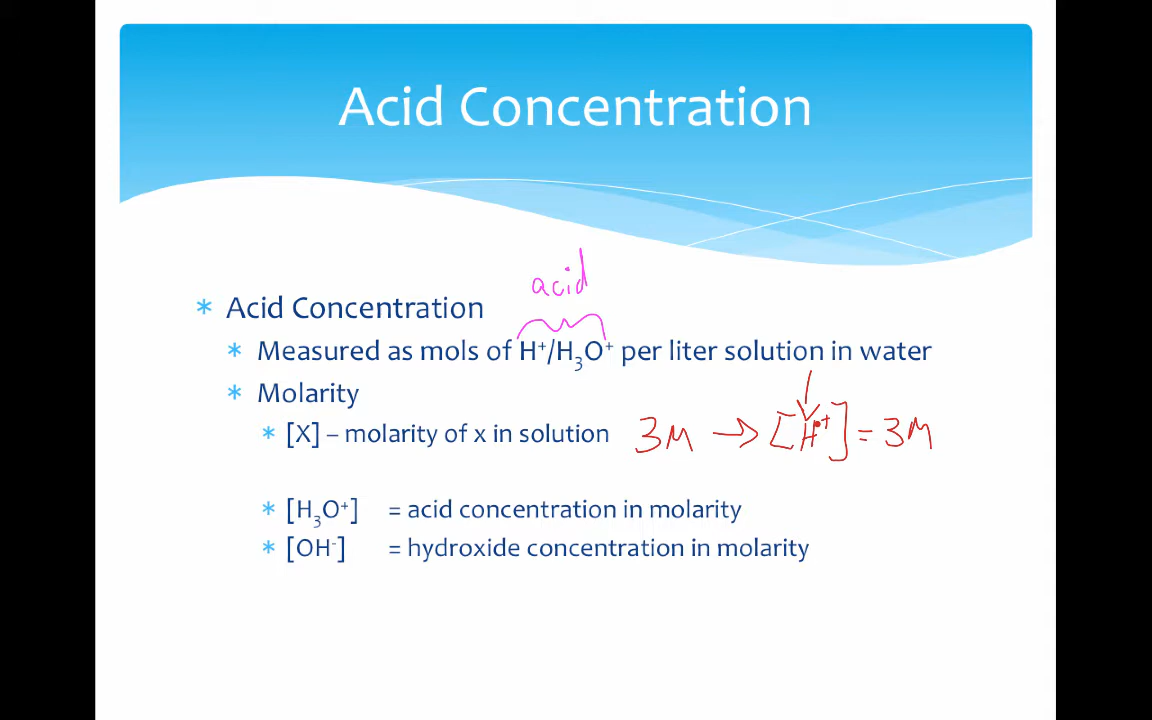 Acid Concentration
acid
* Acid Concentration
* Measured as mols of H⁺/H₃O⁺ per liter solution in water
* Molarity
* [X] – molarity of x in solution 3M → [H⁺] = 3M
* [H₃O⁺] = acid concentration in molarity
* [OH⁻] = hydroxide concentration in molarity